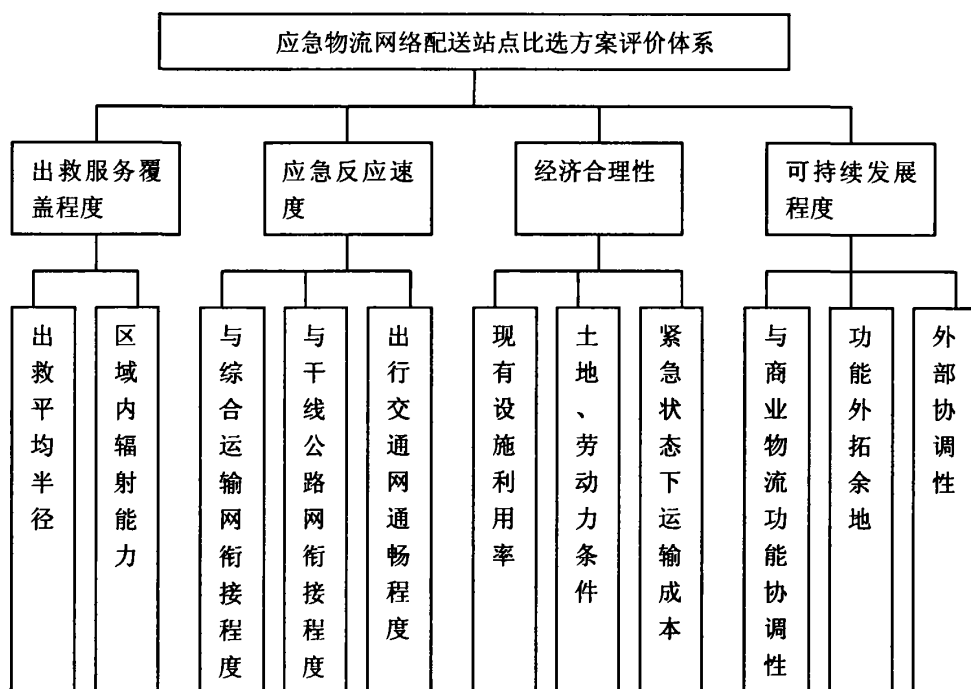 应急物流网络配送站点比选方案评价体系
出救服务覆
盖程度
应急反应速
度
经济合理性
可持续发展
程度
出救平均半径
区域内辐射能力
与综合运输网衔接程度
与干线公路网衔接程度
出行交通网通畅程度
现有设施利用率
土地、劳动力条件
紧急状态下运输成本
与商业物流功能协调性
功能外拓余地
外部协调性